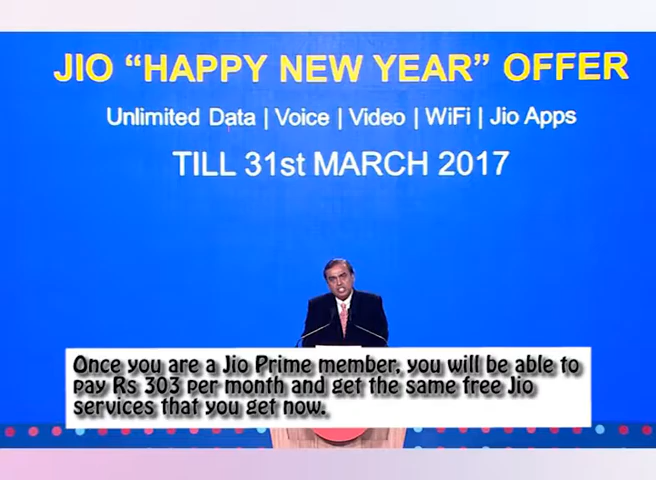 JIO “HAPPY NEW YEAR” OFFER
Unlimited Data | Voice | Video | WiFi | Jio Apps
TILL 31st MARCH 2017
Once you are a Jio Prime member, you will be able to
pay Rs 303 per month and get the same free Jio
services that you get now.